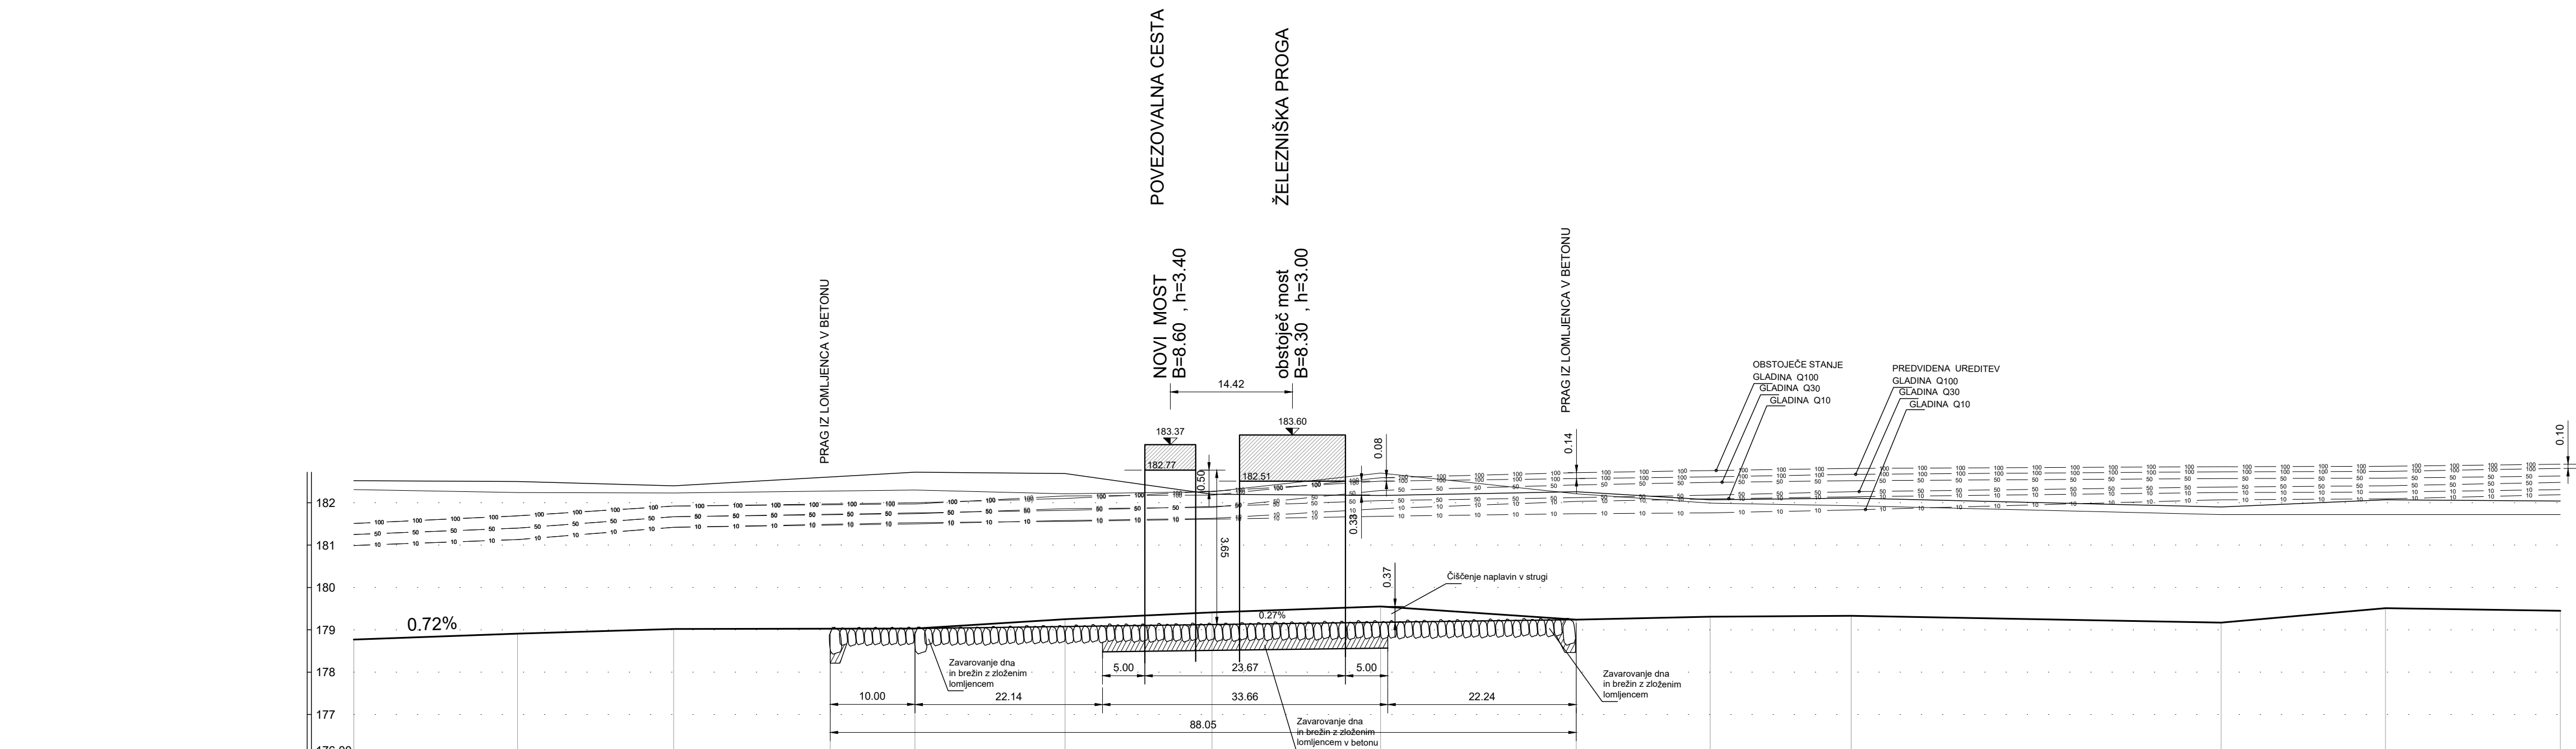 POVEZOVALNA CESTA
ŽELEZNIŠKA PROGA
PRAG IZ LOMLJENCA V BETONU
NOVI MOST
B=8.60 , h=3.40
obstoječ most
B=8.30 , h=3.00
PRAG IZ LOMLJENCA V BETONU
14.42
183.37
183.60
182.77
182.51
0.50
3.65
0.08
0.33
0.14
0.10
OBSTOJEČE STANJE
GLADINA Q100
GLADINA Q30
GLADINA Q10
PREDVIDENA UREDITEV
GLADINA Q100
GLADINA Q30
GLADINA Q10
182
181
180
179
178
177
0.72%
0.27%
0.37
Čiščenje naplavin v strugi
Zavarovanje dna
in brežin z zloženim
lomljencem
5.00
23.67
5.00
Zavarovanje dna
in brežin z zloženim
lomljencem
10.00
22.14
33.66
22.24
88.05
Zavarovanje dna
in brežin z zloženim
lomljencem v betonu